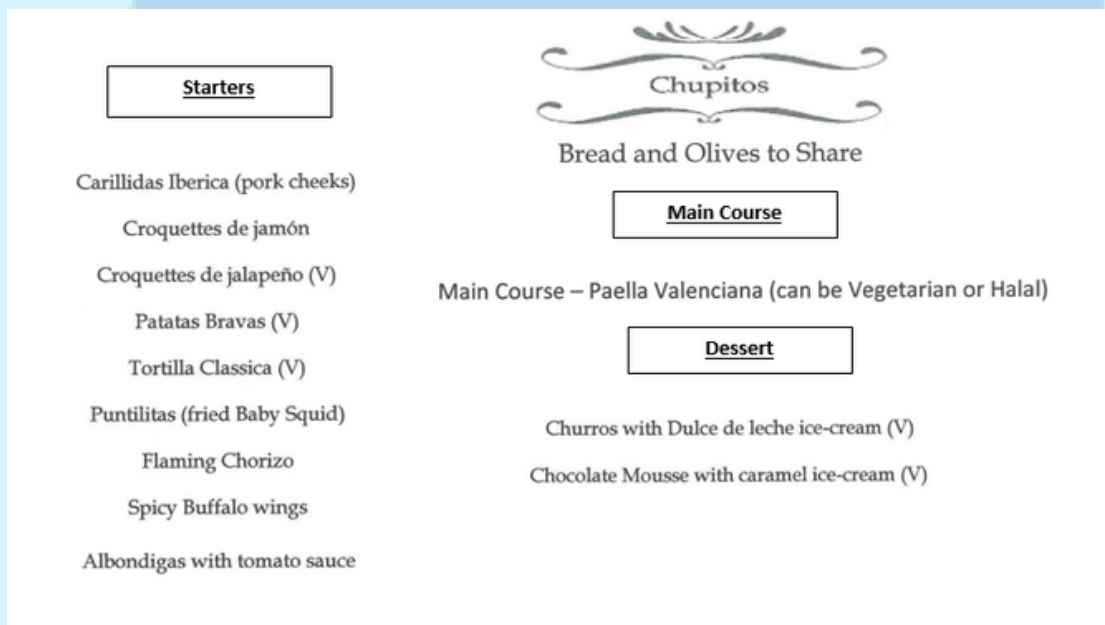 Starters
Carillidas Iberica (pork cheeks)
Croquettes de jamón
Croquettes de jalapeño (V)
Patatas Bravas (V)
Tortilla Classica (V)
Puntilitas (fried Baby Squid)
Flaming Chorizo
Spicy Buffalo wings
Albondigas with tomato sauce
Chupitos
Bread and Olives to Share
Main Course
Main Course – Paella Valenciana (can be Vegetarian or Halal)
Dessert
Churros with Dulce de leche ice-cream (V)
Chocolate Mousse with caramel ice-cream (V)